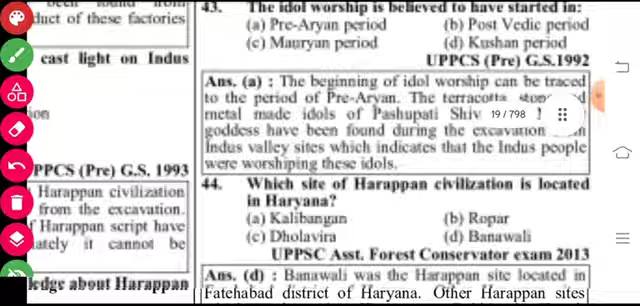 duct of these factories
cast light on Indus
ion
PPCS (Pre) G.S. 1993
Harappan civilization
from the excavation.
f Harappan script have
lately it cannot be
ledge about Harappan
43. The idol worship is believed to have started in:
(a) Pre-Aryan period (b) Post Vedic period
(c) Mauryan period (d) Kushan period
UPPCS (Pre) G.S.1992
Ans. (a) : The beginning of idol worship can be traced
to the period of Pre-Aryan. The terracotta
metal made idols of Pashupati Shiv
19 / 798
goddess have been found during the excavation
Indus valley sites which indicates that the Indus people
were worshiping these idols.
44. Which site of Harappan civilization is located
in Haryana?
(a) Kalibangan (b) Ropar
(c) Dholavira (d) Banawali
UPPSC Asst. Forest Conservator exam 2013
Ans. (d) : Banawali was the Harappan site located in
Fatehabad district of Haryana. Other Harappan sites